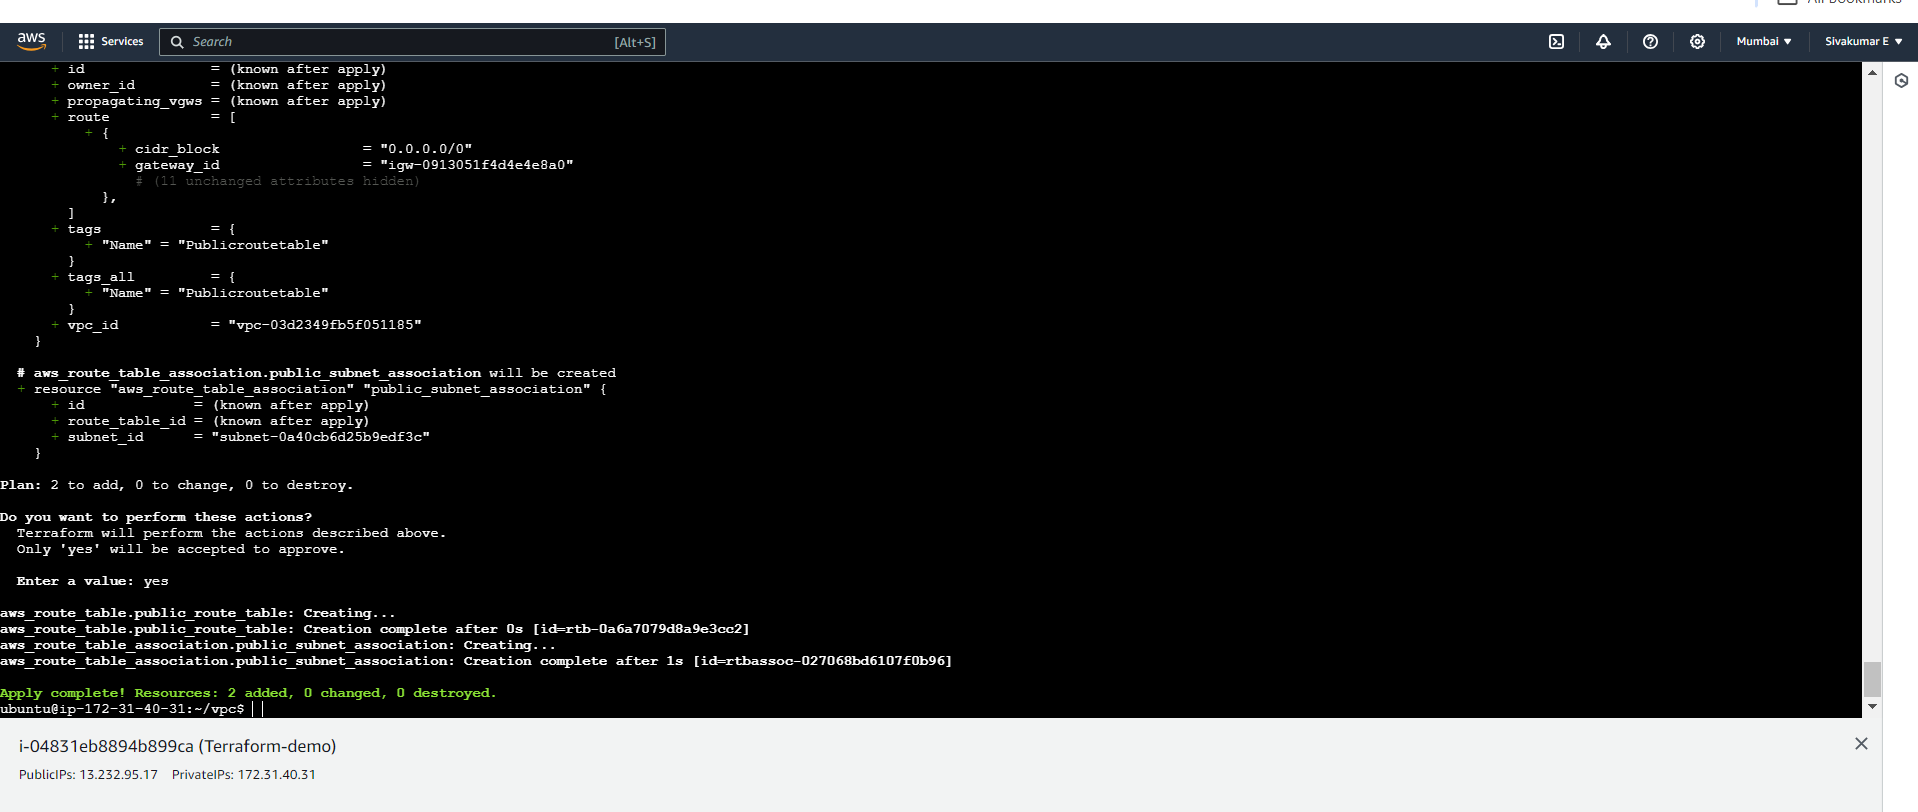 All Bookmarks
aws Services Search [Alt+S] Mumbai ▼ Sivakumar E ▼
+ id = (known after apply)
+ owner_id = (known after apply)
+ propagating_vgws = (known after apply)
+ route = [
+ {
+ cidr_block = "0.0.0.0/0"
+ gateway_id = "igw-0913051f4d4e4e8a0"
# (11 unchanged attributes hidden)
},
]
+ tags = {
+ "Name" = "Publicroutetable"
}
+ tags_all = {
+ "Name" = "Publicroutetable"
}
+ vpc_id = "vpc-03d2349fb5f051185"
}
# aws_route_table_association.public_subnet_association will be created
+ resource "aws_route_table_association" "public_subnet_association" {
+ id = (known after apply)
+ route_table_id = (known after apply)
+ subnet_id = "subnet-0a40cb6d25b9edf3c"
}
Plan: 2 to add, 0 to change, 0 to destroy.
Do you want to perform these actions?
Terraform will perform the actions described above.
Only 'yes' will be accepted to approve.
Enter a value: yes
aws_route_table.public_route_table: Creating...
aws_route_table.public_route_table: Creation complete after 0s [id=rtb-0a6a7079d8a9e3cc2]
aws_route_table_association.public_subnet_association: Creating...
aws_route_table_association.public_subnet_association: Creation complete after 1s [id=rtbassoc-027068bd6107f0b96]
Apply complete! Resources: 2 added, 0 changed, 0 destroyed.
ubuntu@ip-172-31-40-31:~/vpc$
i-04831eb8894b899ca (Terraform-demo)
PublicIPs: 13.232.95.17 PrivateIPs: 172.31.40.31